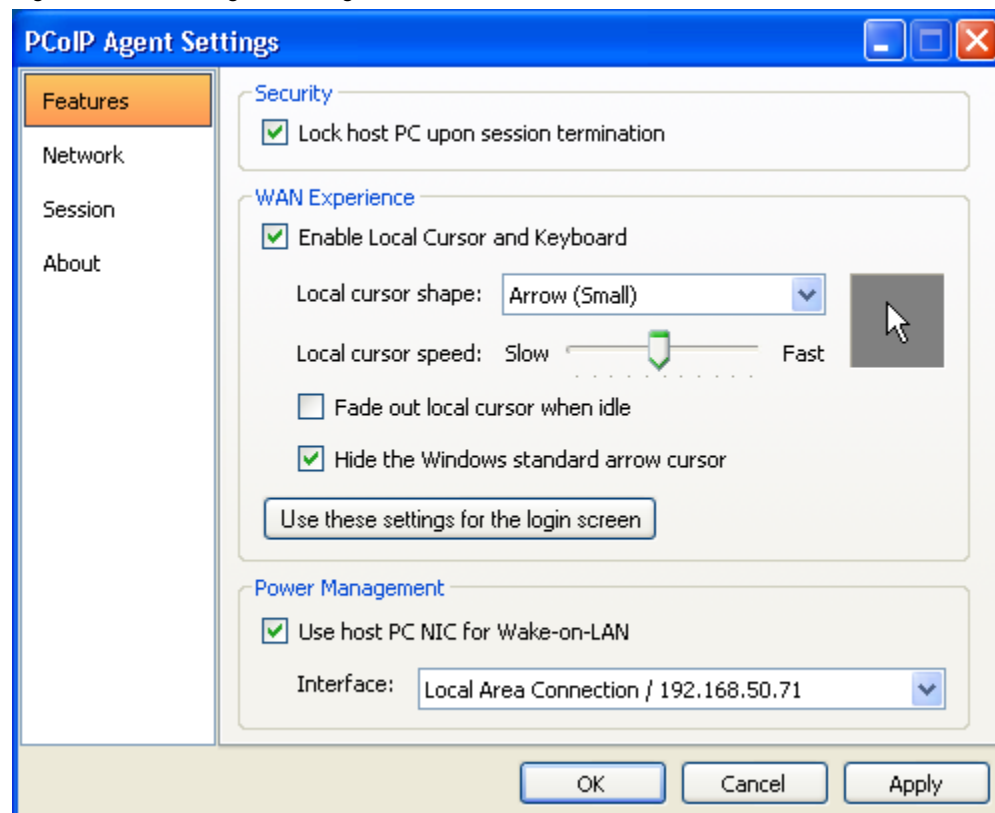 PCoIP Agent Settings
Features
Network
Session
About
Security
Lock host PC upon session termination
WAN Experience
Enable Local Cursor and Keyboard
Local cursor shape: Arrow (Small)
Local cursor speed: Slow Fast
Fade out local cursor when idle
Hide the Windows standard arrow cursor
Use these settings for the login screen
Power Management
Use host PC NIC for Wake-on-LAN
Interface: Local Area Connection / 192.168.50.71
OK Cancel Apply